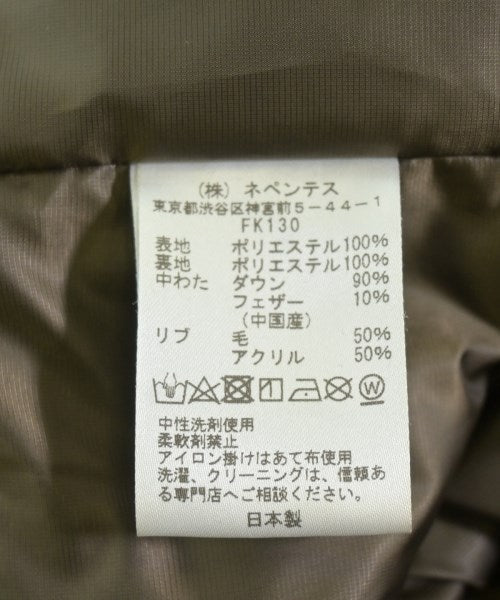 (株) ネペンテス
東京都渋谷区神宮前5-44-1
FK130
表地 ポリエステル100%
裏地 ポリエステル100%
中わた ダウン 90%
フェザー 10%
(中国産)
リブ 毛 50%
アクリル 50%
W
中性洗剤使用
柔軟剤禁止
アイロン掛けはあて布使用
洗濯、クリーニングは、信頼あ
る専門店へご相談ください。
日本製